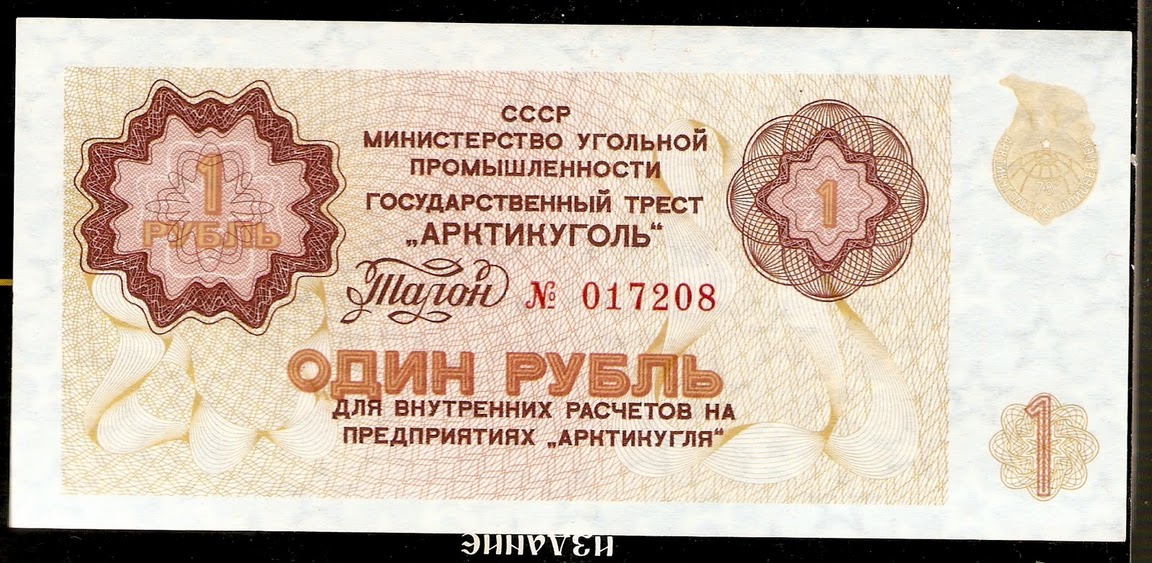 СССР
МИНИСТЕРСТВО УГОЛЬНОЙ
ПРОМЫШЛЕННОСТИ
ГОСУДАРСТВЕННЫЙ ТРЕСТ
„АРКТИКУГОЛЬ“
1
РУБЛЬ
1
Талон № 017208
ОДИН РУБЛЬ
ДЛЯ ВНУТРЕННИХ РАСЧЕТОВ НА
ПРЕДПРИЯТИЯХ „АРКТИКУГЛЯ“
1
ИЗДАНИЕ